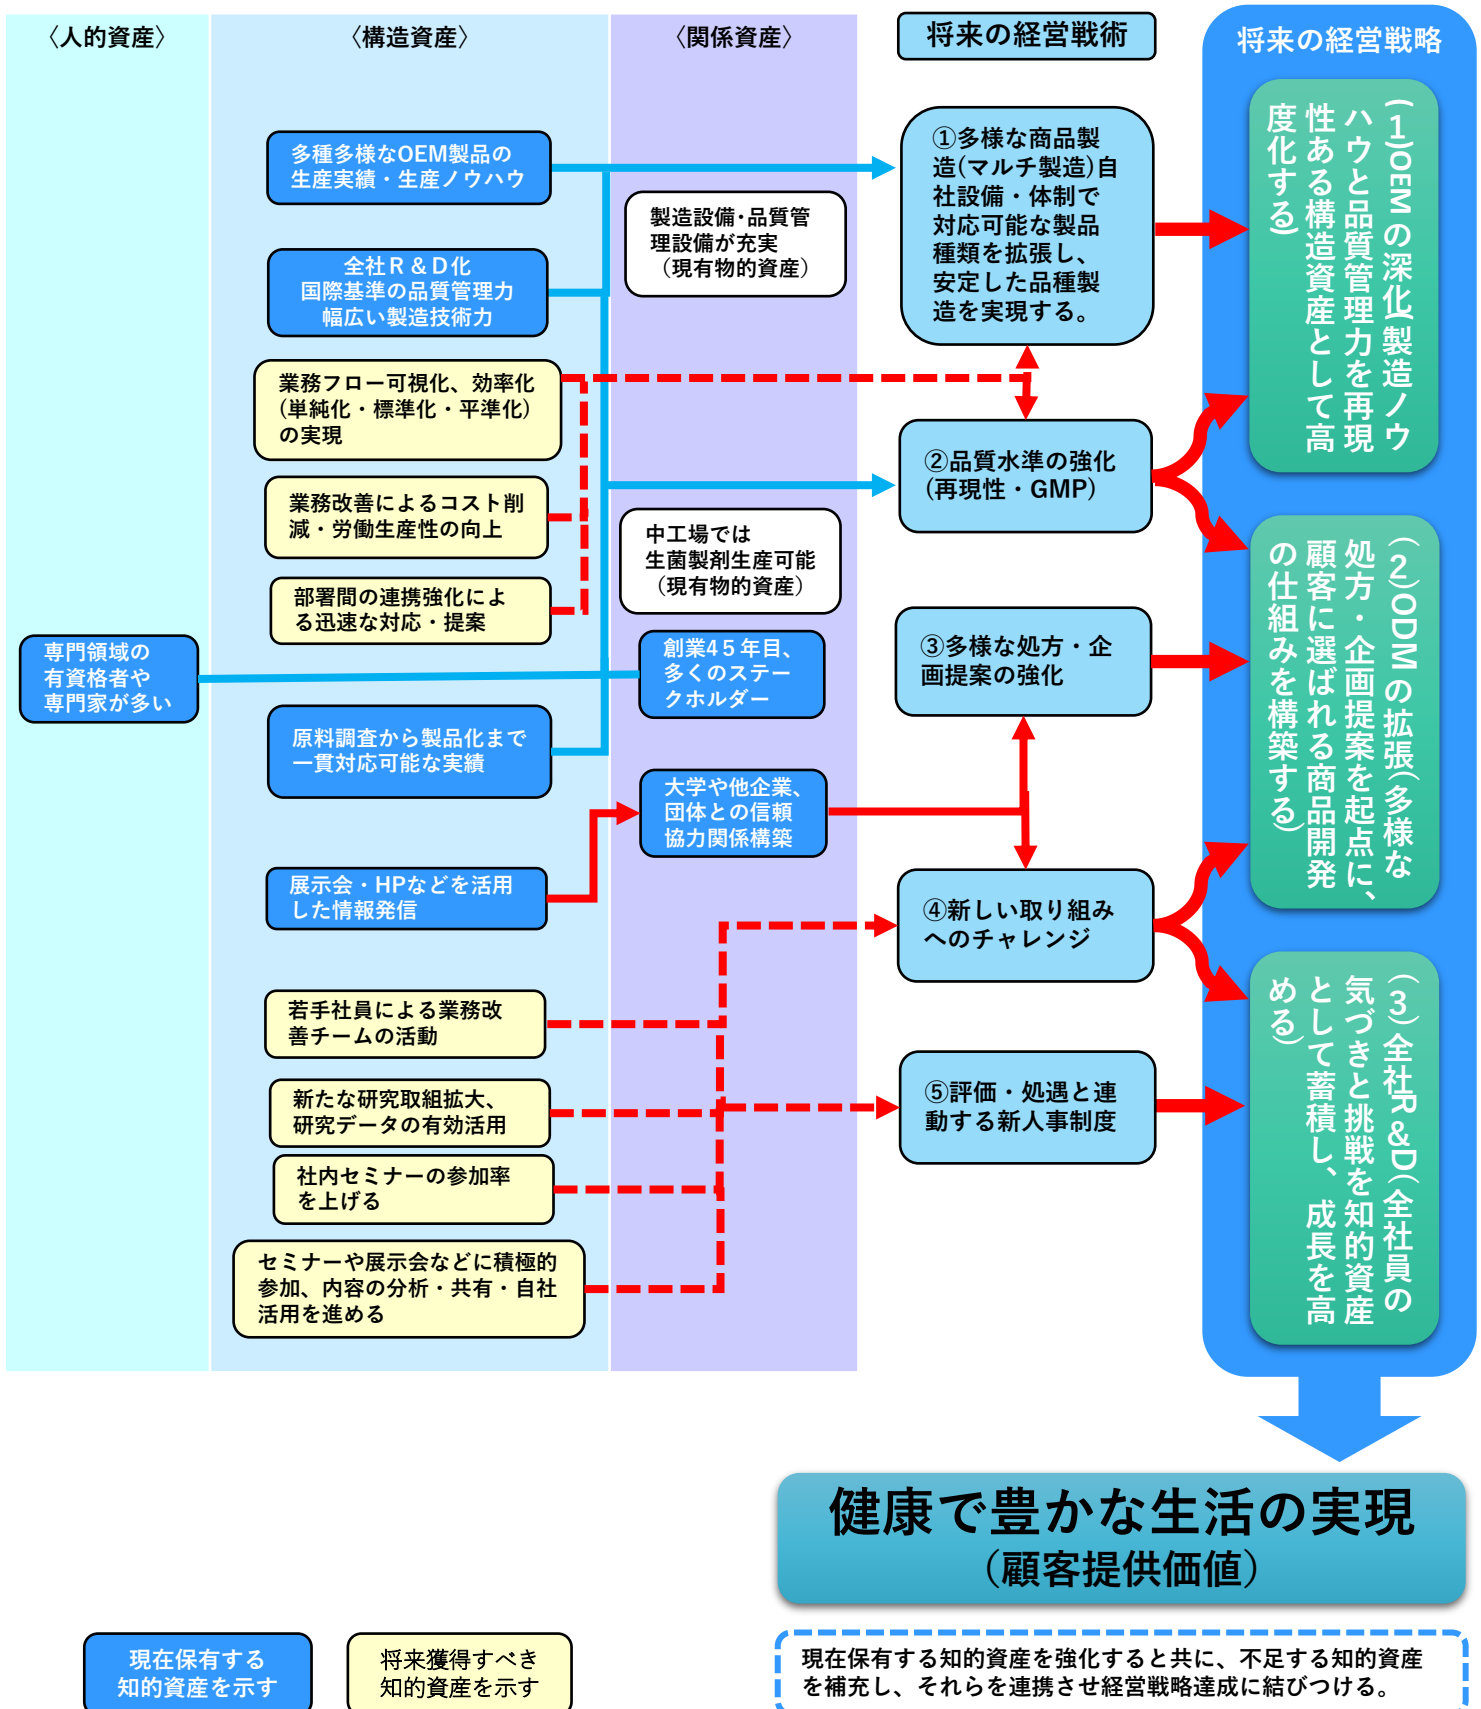 〈人的資産〉
〈構造資産〉
〈関係資産〉
将来の経営戦術
将来の経営戦略
多種多様なOEM製品の
生産実績・生産ノウハウ
全社R＆D化
国際基準の品質管理力
幅広い製造技術力
業務フロー可視化、効率化
(単純化・標準化・平準化)
の実現
業務改善によるコスト削
減・労働生産性の向上
部署間の連携強化によ
る迅速な対応・提案
専門領域の
有資格者や
専門家が多い
原料調査から製品化まで
一貫対応可能な実績
展示会・HPなどを活用
した情報発信
若手社員による業務改
善チームの活動
新たな研究取組拡大、
研究データの有効活用
社内セミナーの参加率
を上げる
セミナーや展示会などに積極的
参加、内容の分析・共有・自社
活用を進める
製造設備･品質管
理設備が充実
（現有物的資産）
中工場では
生菌製剤生産可能
（現有物的資産）
創業45年目、
多くのステー
クホルダー
大学や他企業、
団体との信頼
協力関係構築
①多様な商品製
造(マルチ製造)自
社設備・体制で
対応可能な製品
種類を拡張し、
安定した品種製
造を実現する。
②品質水準の強化
(再現性・GMP)
③多様な処方・企
画提案の強化
④新しい取り組み
へのチャレンジ
⑤評価・処遇と連
動する新人事制度
(1)OEMの深化(製造ノウ
ハウと品質管理力を再現
性ある構造資産として高
度化する)
(2)ODMの拡張(多様な
処方・企画提案を起点に、
顧客に選ばれる商品開発
の仕組みを構築する)
(3)全社R&D(全社員の
気づきと挑戦を知的資産
として蓄積し、成長を高
める)
健康で豊かな生活の実現
（顧客提供価値）
現在保有する
知的資産を示す
将来獲得すべき
知的資産を示す
現在保有する知的資産を強化すると共に、不足する知的資産
を補充し、それらを連携させ経営戦略達成に結びつける。